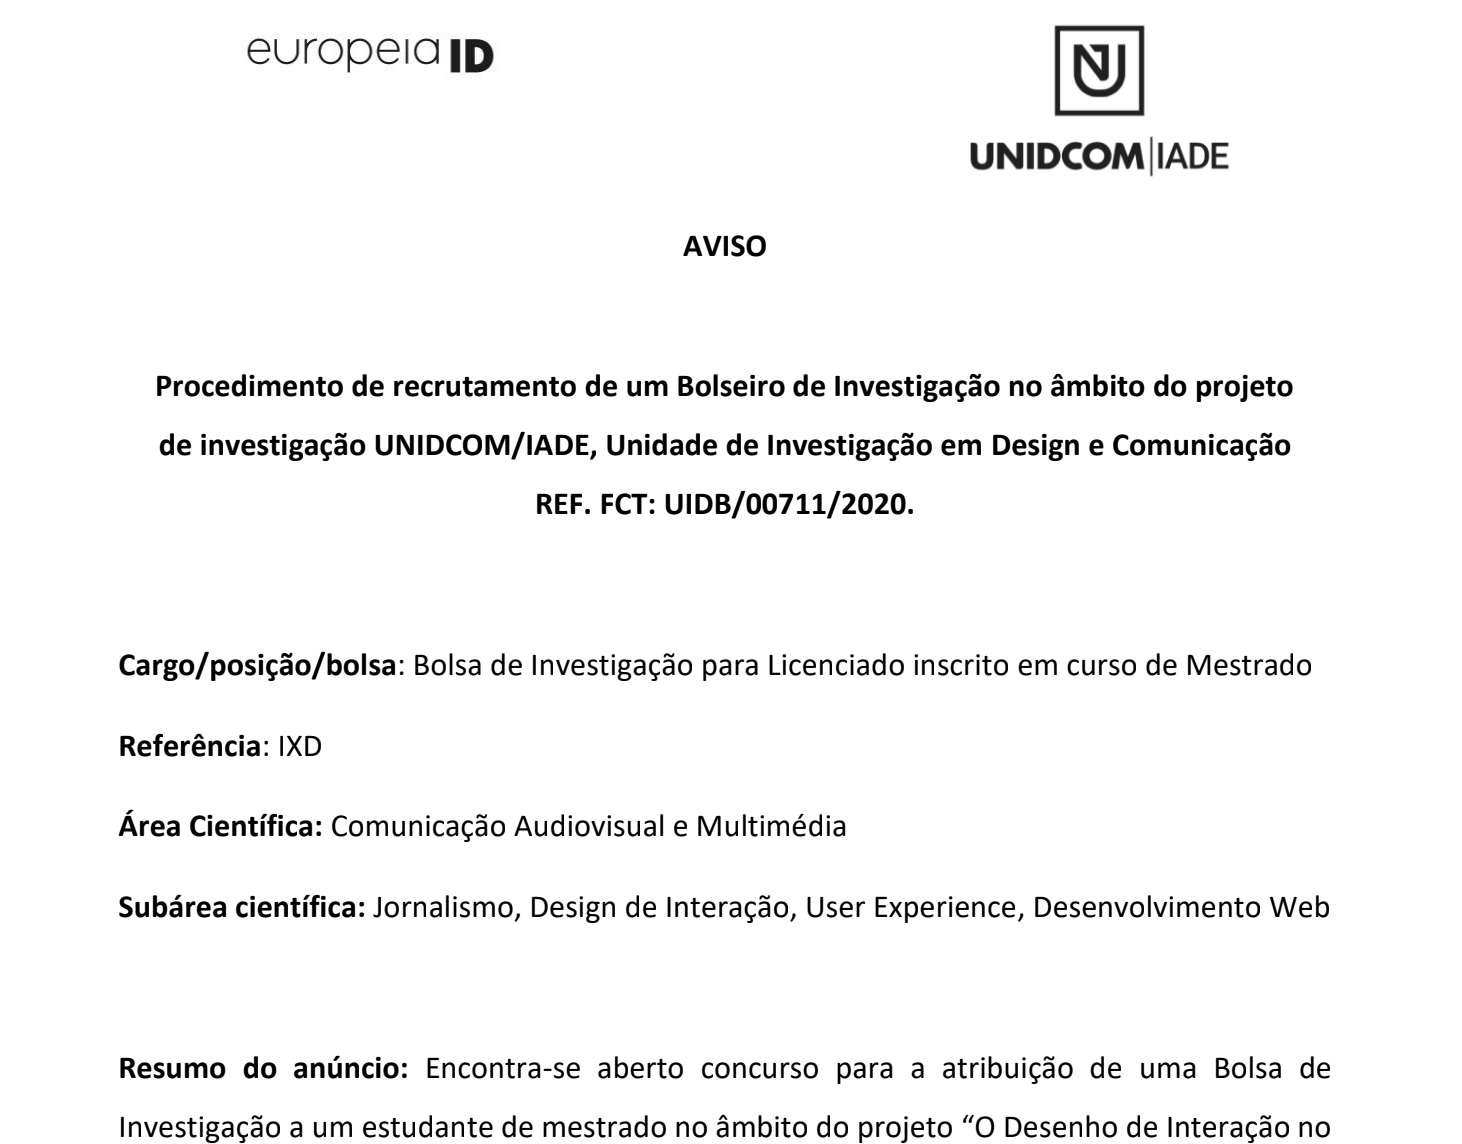 europeia ID
UNIDCOM|IADE
AVISO
Procedimento de recrutamento de um Bolseiro de Investigação no âmbito do projeto
de investigação UNIDCOM/IADE, Unidade de Investigação em Design e Comunicação
REF. FCT: UIDB/00711/2020.
Cargo/posição/bolsa: Bolsa de Investigação para Licenciado inscrito em curso de Mestrado
Referência: IXD
Área Científica: Comunicação Audiovisual e Multimédia
Subárea científica: Jornalismo, Design de Interação, User Experience, Desenvolvimento Web
Resumo do anúncio: Encontra-se aberto concurso para a atribuição de uma Bolsa de
Investigação a um estudante de mestrado no âmbito do projeto “O Desenho de Interação no